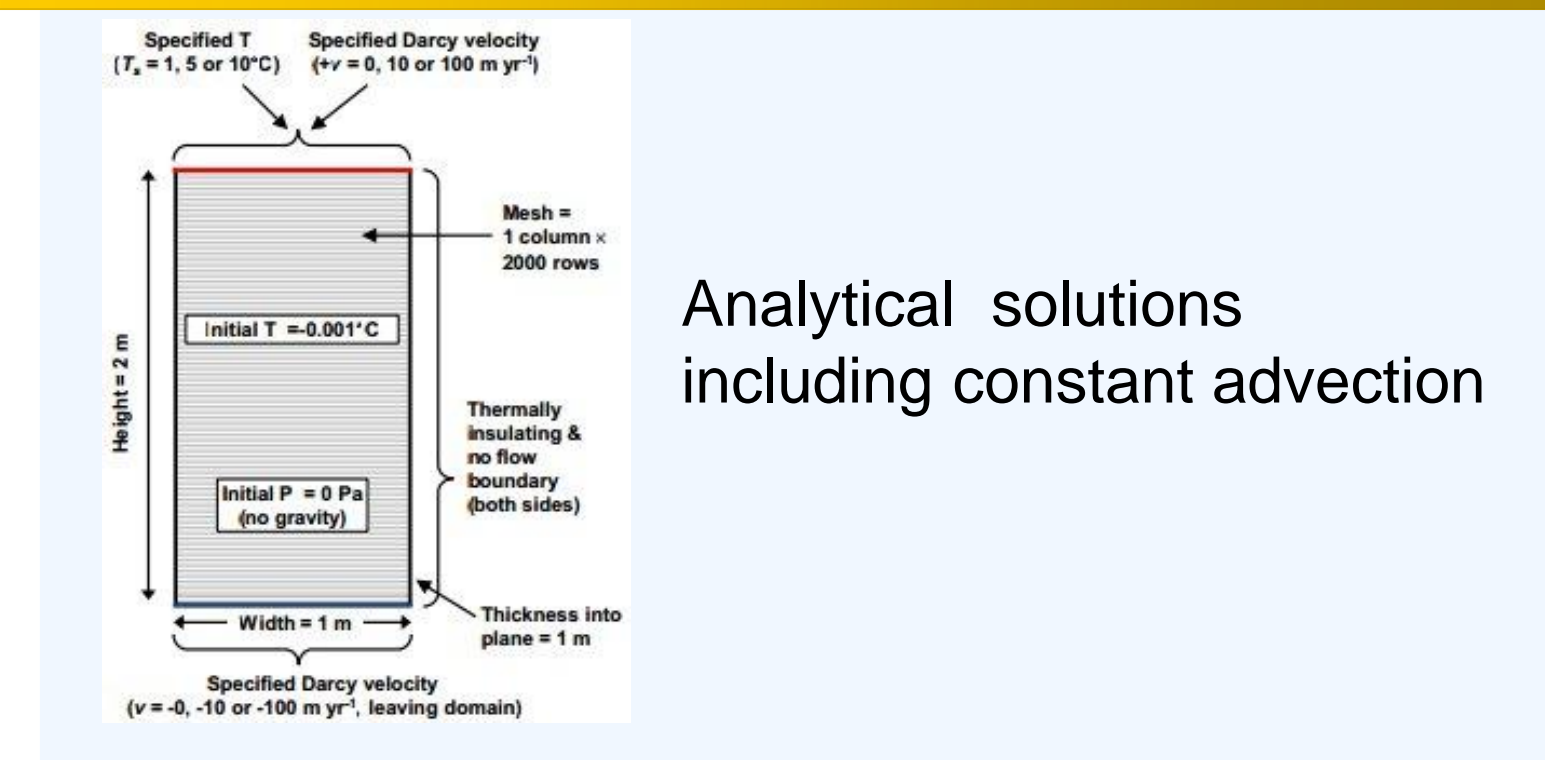 Specified T
(Tₛ = 1, 5 or 10°C)
Specified Darcy velocity
(+v = 0, 10 or 100 m yr⁻¹)
Mesh =
1 column ×
2000 rows
Initial T =-0.001°C
Height = 2 m
Thermally
insulating &
no flow
boundary
(both sides)
Initial P = 0 Pa
(no gravity)
Width = 1 m
Thickness into
plane = 1 m
Specified Darcy velocity
(v = -0, -10 or -100 m yr⁻¹, leaving domain)
Analytical solutions
including constant advection